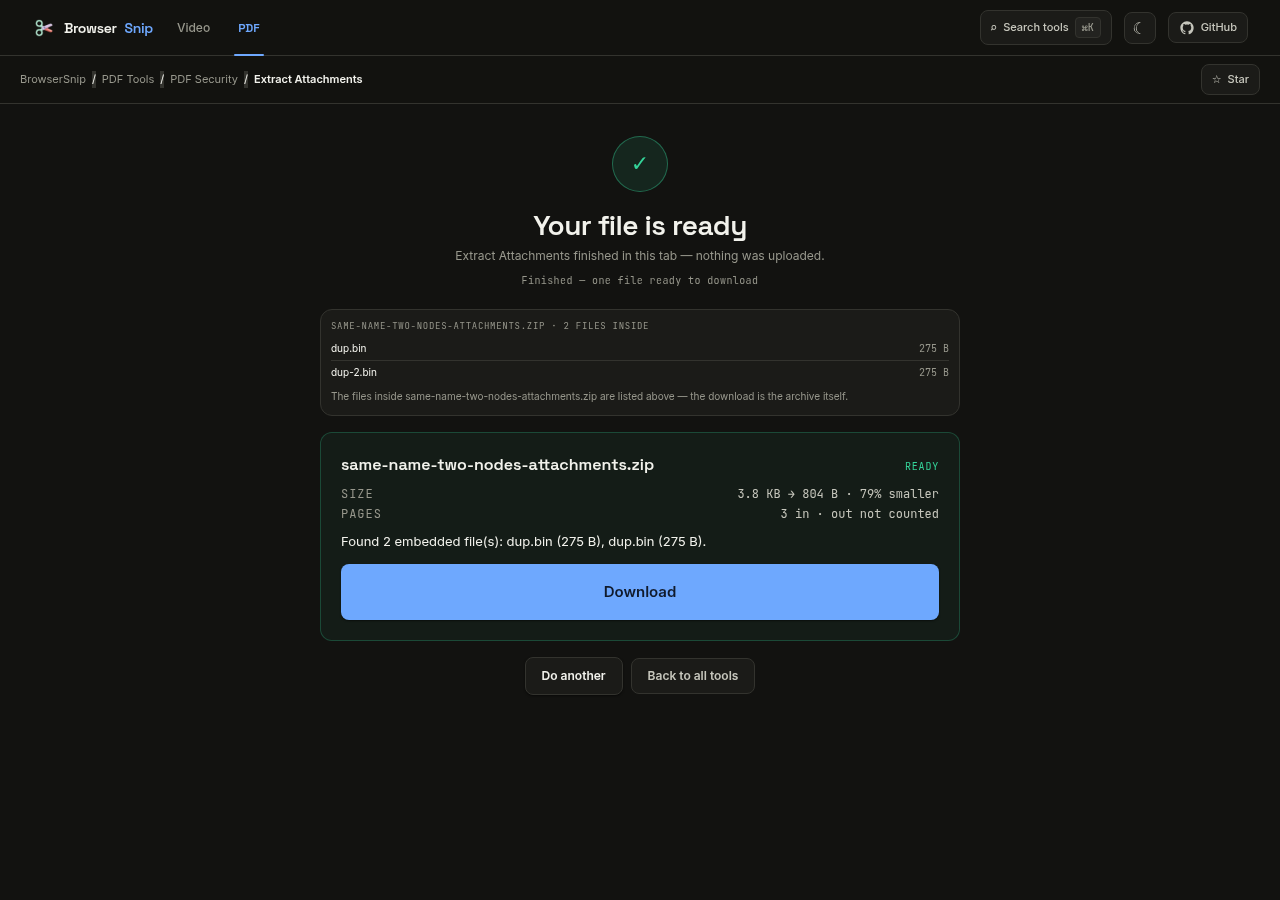 Browser Snip Video PDF Search tools ⌘K GitHub
BrowserSnip / PDF Tools / PDF Security / Extract Attachments ☆ Star
✓
Your file is ready
Extract Attachments finished in this tab — nothing was uploaded.
Finished — one file ready to download
SAME-NAME-TWO-NODES-ATTACHMENTS.ZIP · 2 FILES INSIDE
dup.bin 275 B
dup-2.bin 275 B
The files inside same-name-two-nodes-attachments.zip are listed above — the download is the archive itself.
same-name-two-nodes-attachments.zip READY
SIZE 3.8 KB → 804 B · 79% smaller
PAGES 3 in · out not counted
Found 2 embedded file(s): dup.bin (275 B), dup.bin (275 B).
Download
Do another Back to all tools